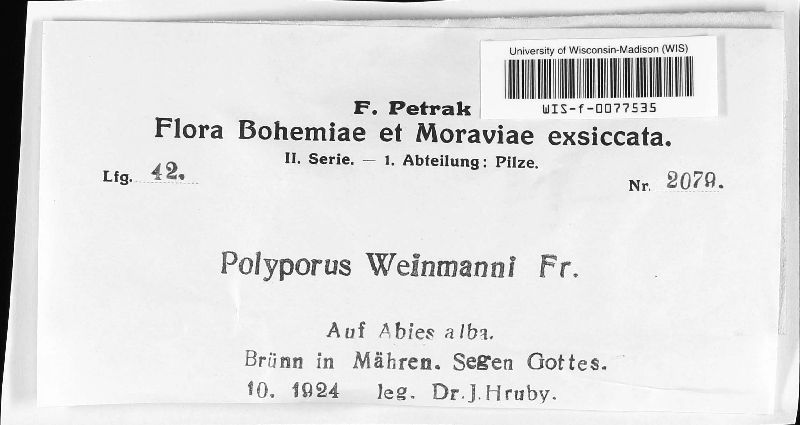 University of Wisconsin-Madison (WIS)
WIS-f-0077535
F. Petrak
Flora Bohemiae et Moraviae exsiccata.
II. Serie. — 1. Abteilung: Pilze.
Lfg. 42.
Nr. 2079.
Polyporus Weinmanni Fr.
Auf Abies alba.
Brünn in Mähren. Segen Gottes.
10. 1924 leg. Dr.J.Hruby.